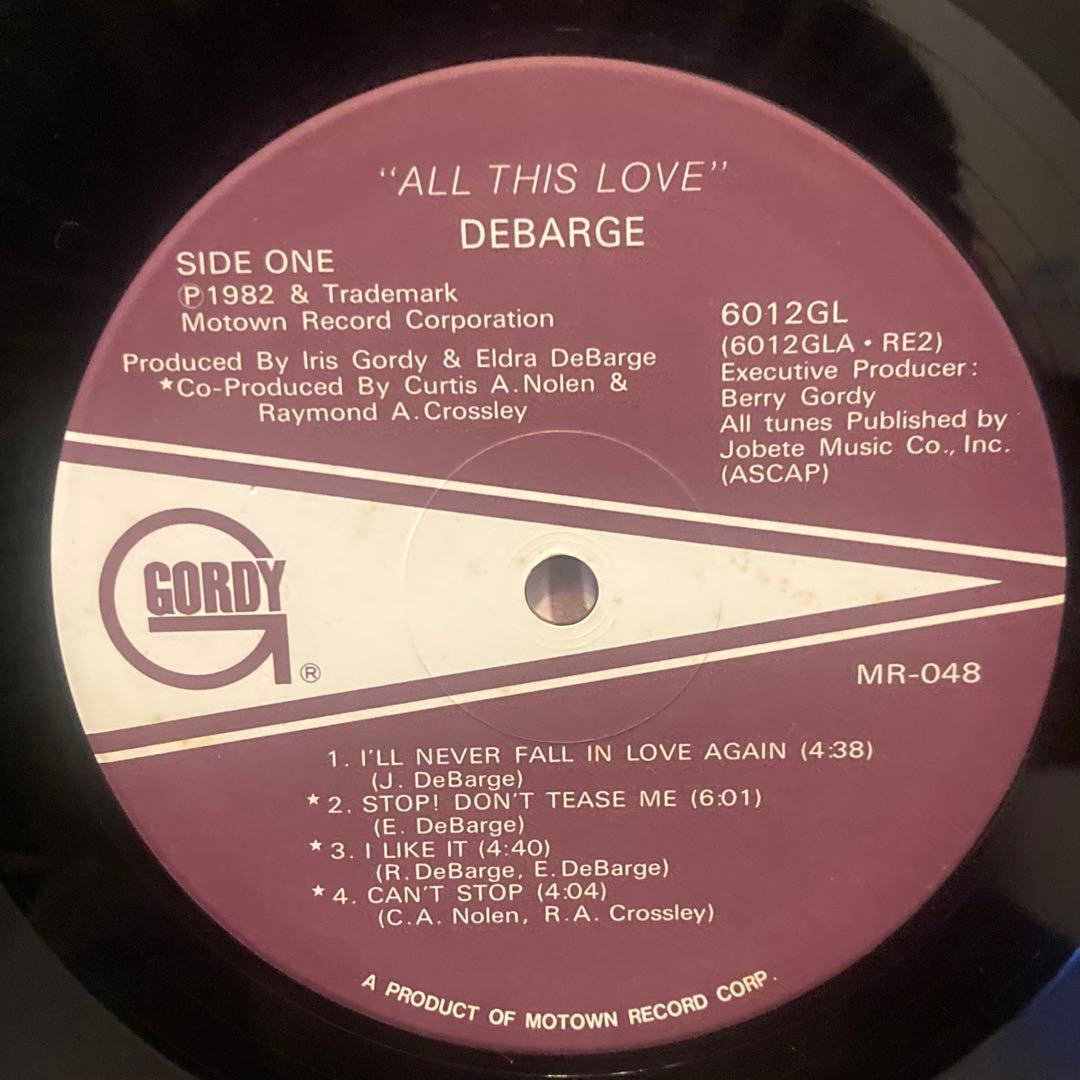 "ALL THIS LOVE"
DEBARGE
SIDE ONE
Ⓟ1982 & Trademark
Motown Record Corporation
Produced By Iris Gordy & Eldra DeBarge
★Co-Produced By Curtis A. Nolen &
Raymond A. Crossley
6012GL
(6012GLA • RE2)
Executive Producer:
Berry Gordy
All tunes Published by
Jobete Music Co., Inc.
(ASCAP)
GORDY
G
®
MR-048
1. I'LL NEVER FALL IN LOVE AGAIN (4:38)
(J. DeBarge)
★2. STOP! DON'T TEASE ME (6:01)
(E. DeBarge)
★3. I LIKE IT (4:40)
(R. DeBarge, E. DeBarge)
★4. CAN'T STOP (4:04)
(C.A. Nolen, R.A. Crossley)
A PRODUCT OF MOTOWN RECORD CORP.